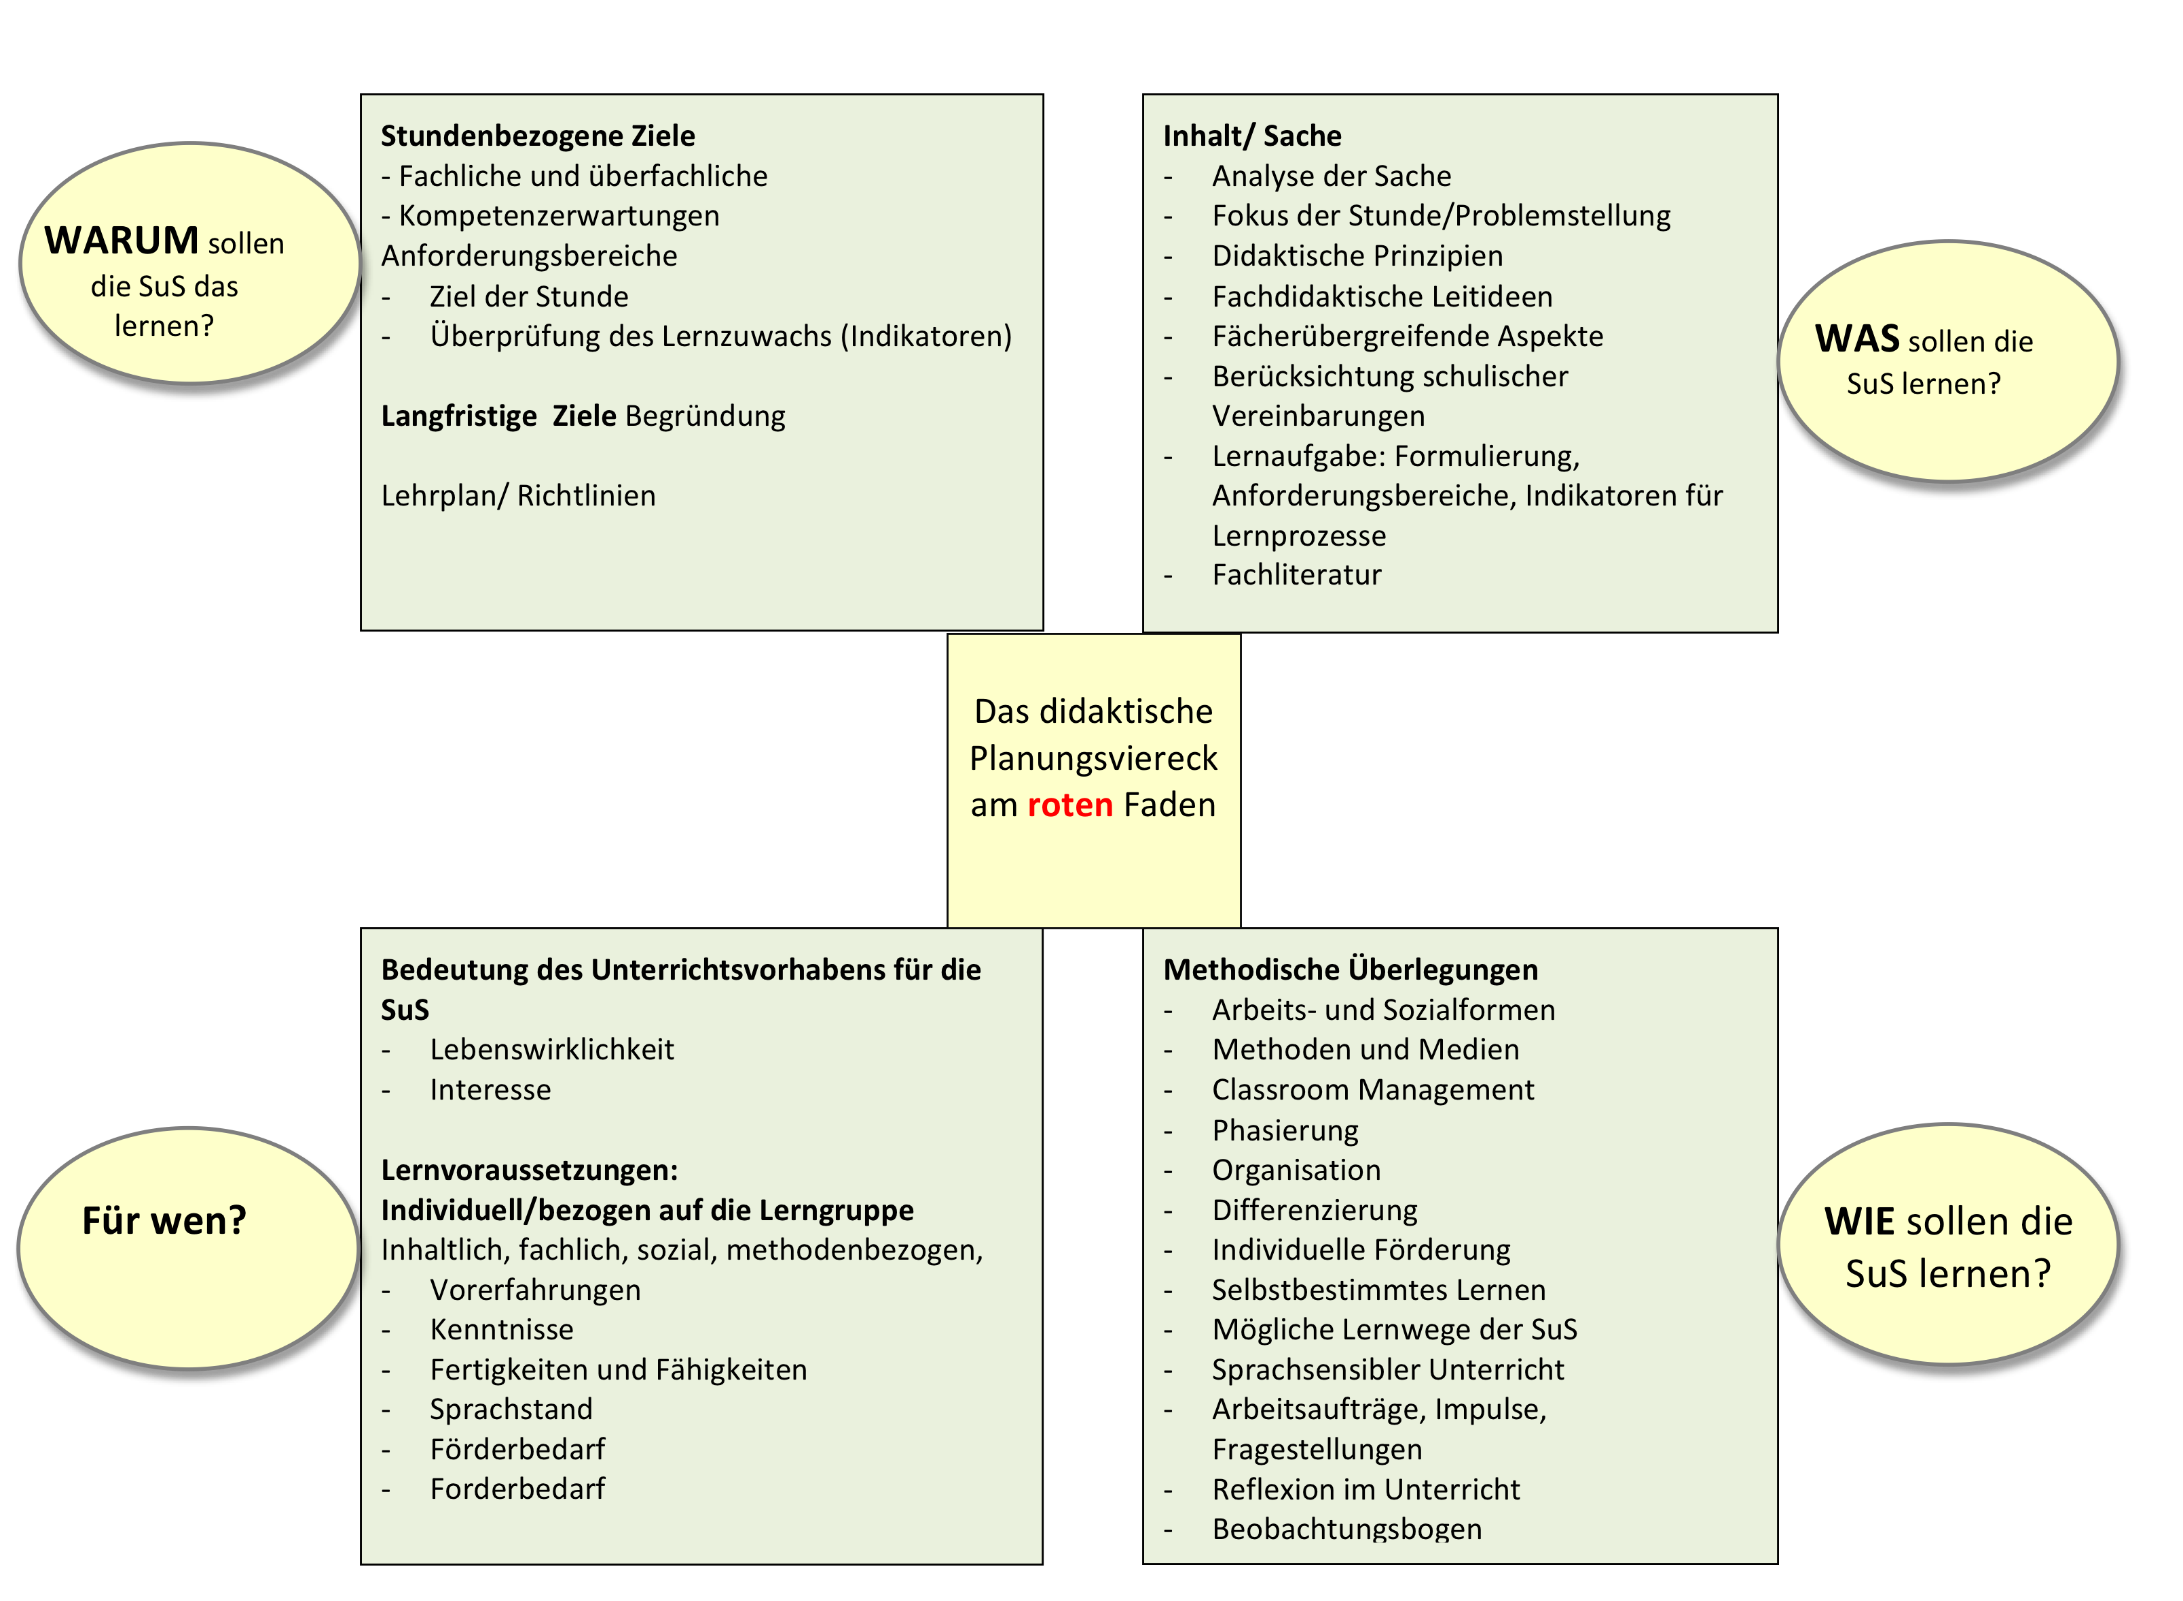 WARUM sollen
die SuS das
lernen?
Stundenbezogene Ziele
- Fachliche und überfachliche
- Kompetenzerwartungen
Anforderungsbereiche
- Ziel der Stunde
- Überprüfung des Lernzuwachs (Indikatoren)
Langfristige  Ziele Begründung
Lehrplan/ Richtlinien
Inhalt/ Sache
- Analyse der Sache
- Fokus der Stunde/Problemstellung
- Didaktische Prinzipien
- Fachdidaktische Leitideen
- Fächerübergreifende Aspekte
- Berücksichtung schulischer
Vereinbarungen
- Lernaufgabe: Formulierung,
Anforderungsbereiche, Indikatoren für
Lernprozesse
- Fachliteratur
WAS sollen die
SuS lernen?
Das didaktische
Planungsviereck
am roten Faden
Für wen?
Bedeutung des Unterrichtsvorhabens für die
SuS
- Lebenswirklichkeit
- Interesse
Lernvoraussetzungen:
Individuell/bezogen auf die Lerngruppe
Inhaltlich, fachlich, sozial, methodenbezogen,
- Vorerfahrungen
- Kenntnisse
- Fertigkeiten und Fähigkeiten
- Sprachstand
- Förderbedarf
- Forderbedarf
Methodische Überlegungen
- Arbeits- und Sozialformen
- Methoden und Medien
- Classroom Management
- Phasierung
- Organisation
- Differenzierung
- Individuelle Förderung
- Selbstbestimmtes Lernen
- Mögliche Lernwege der SuS
- Sprachsensibler Unterricht
- Arbeitsaufträge, Impulse,
Fragestellungen
- Reflexion im Unterricht
- Beobachtungsbogen
WIE sollen die
SuS lernen?